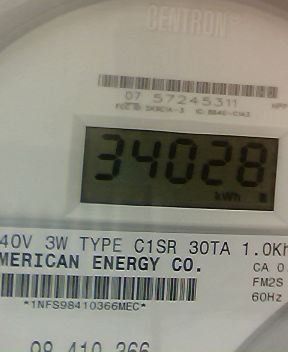 CENTRON®
07 57245311
34028
kWh
40V 3W TYPE C1SR 30TA 1.0Kh
MERICAN ENERGY CO.
CA 0.
FM2S
60Hz
*1NFS98410366MEC*
98 410 366